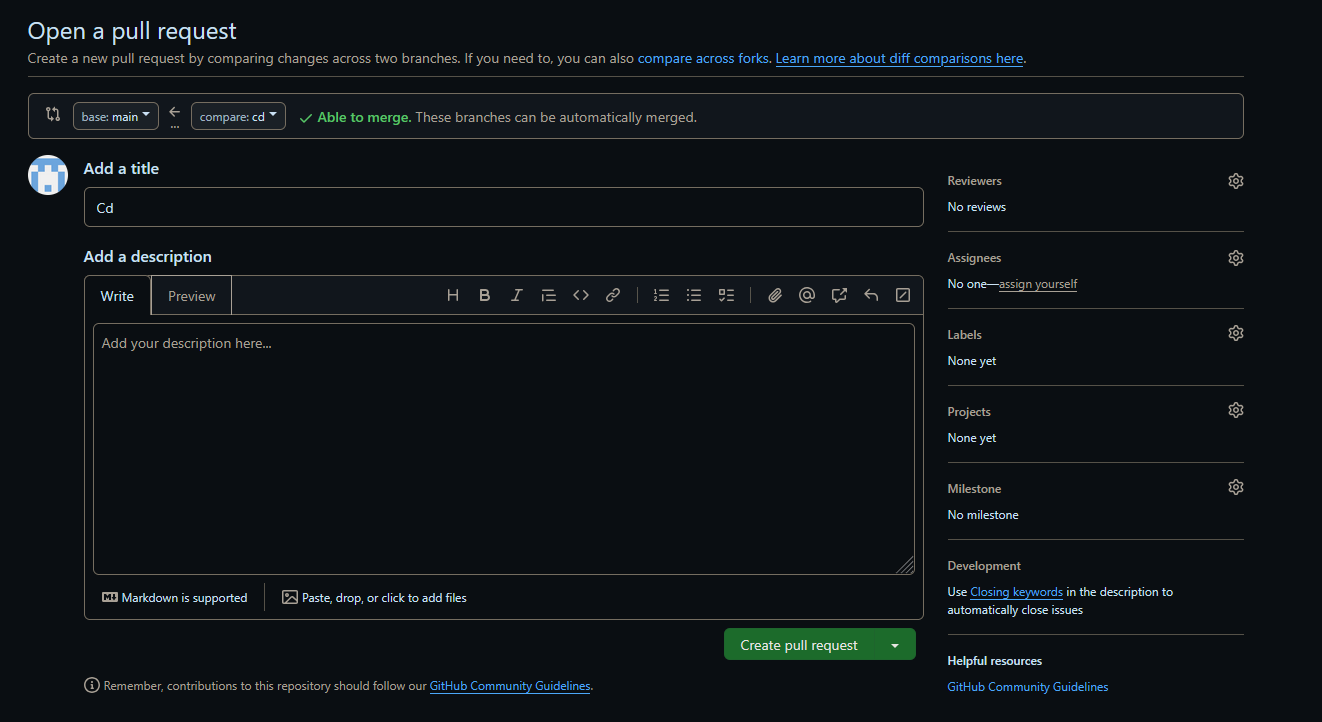 Open a pull request
Create a new pull request by comparing changes across two branches. If you need to, you can also compare across forks. Learn more about diff comparisons here.
base: main
compare: cd
Able to merge. These branches can be automatically merged.
Add a title
Cd
Add a description
Write
Preview
Add your description here...
Markdown is supported
Paste, drop, or click to add files
Create pull request
Remember, contributions to this repository should follow our GitHub Community Guidelines.
Reviewers
No reviews
Assignees
No one—assign yourself
Labels
None yet
Projects
None yet
Milestone
No milestone
Development
Use Closing keywords in the description to
automatically close issues
Helpful resources
GitHub Community Guidelines